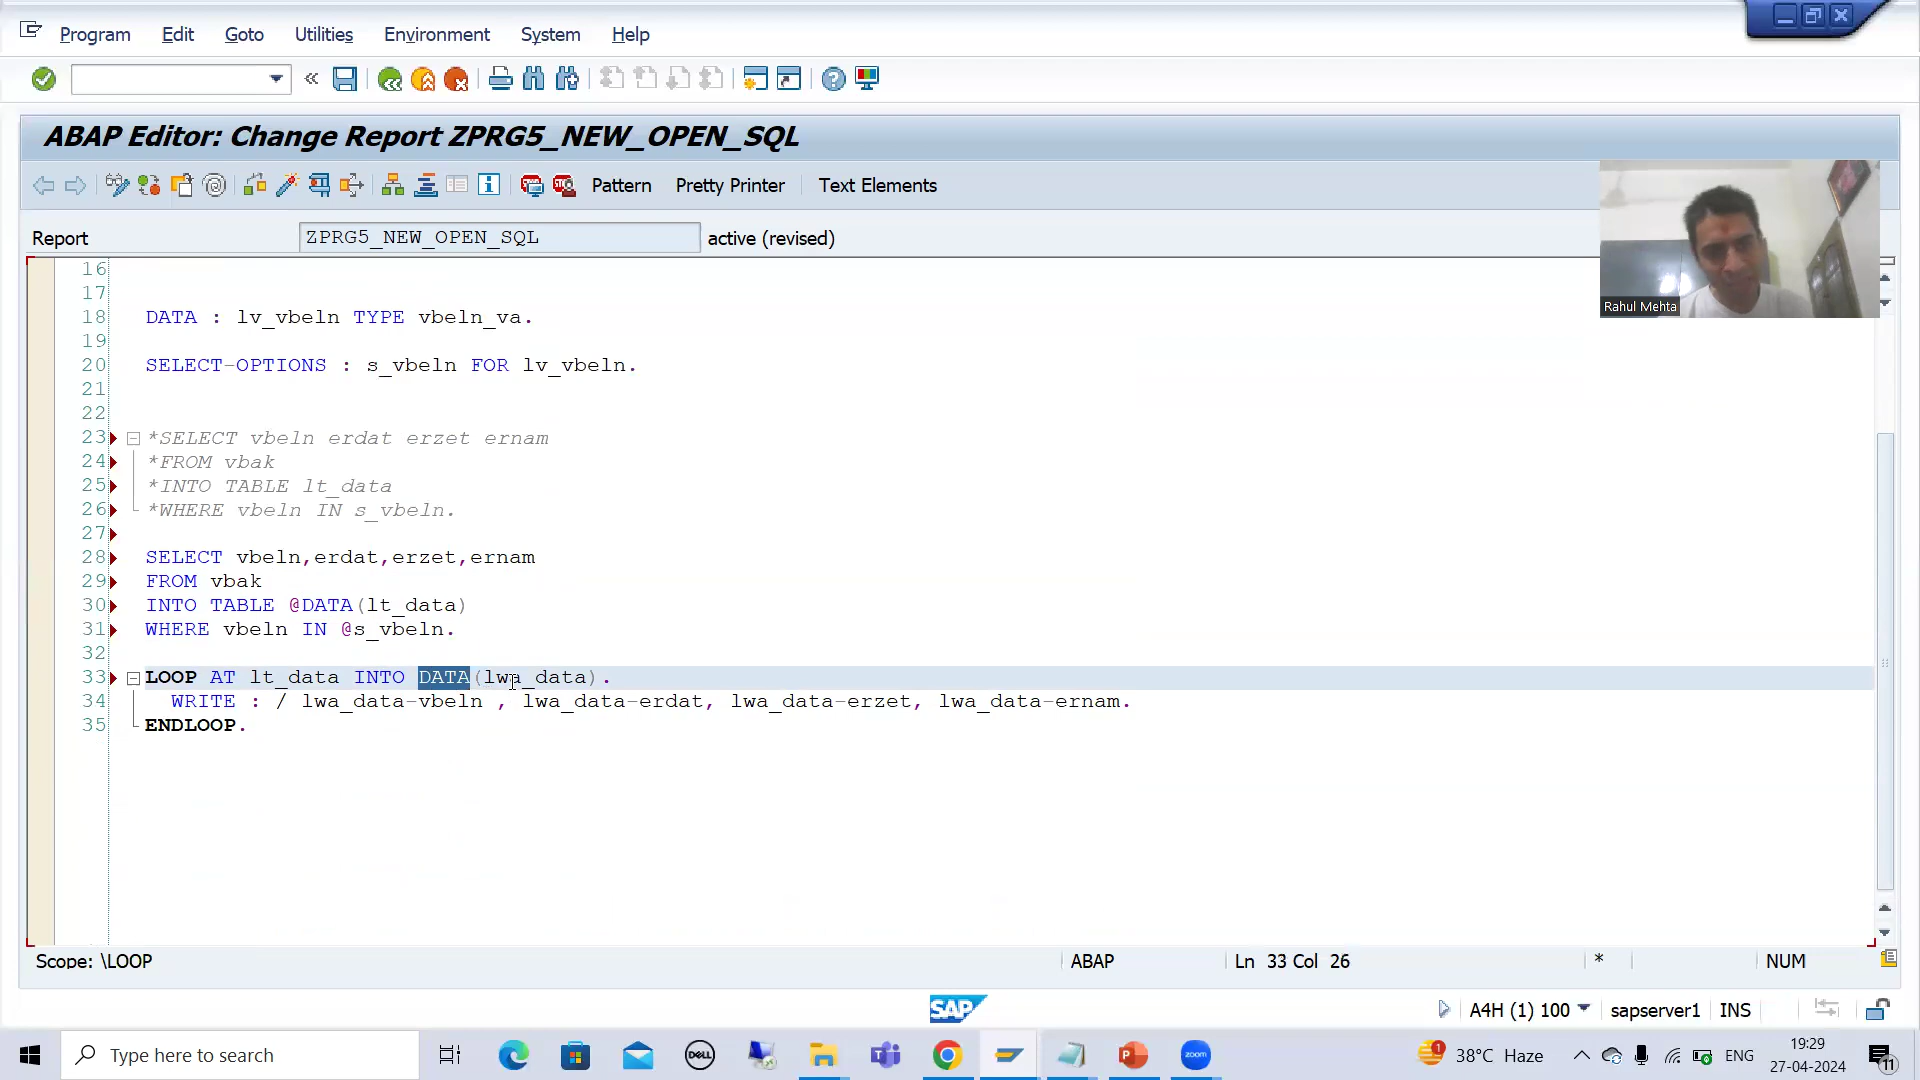 Program Edit Goto Utilities Environment System Help
ABAP Editor: Change Report ZPRG5_NEW_OPEN_SQL
Pattern Pretty Printer Text Elements
Report ZPRG5_NEW_OPEN_SQL active (revised)
Rahul Mehta
16
17
18 DATA : lv_vbeln TYPE vbeln_va.
19
20 SELECT-OPTIONS : s_vbeln FOR lv_vbeln.
21
22
23 *SELECT vbeln erdat erzet ernam
24 *FROM vbak
25 *INTO TABLE lt_data
26 *WHERE vbeln IN s_vbeln.
27
28 SELECT vbeln,erdat,erzet,ernam
29 FROM vbak
30 INTO TABLE @DATA(lt_data)
31 WHERE vbeln IN @s_vbeln.
32
33 LOOP AT lt_data INTO DATA(lwa_data).
34 WRITE : / lwa_data-vbeln , lwa_data-erdat, lwa_data-erzet, lwa_data-ernam.
35 ENDLOOP.
Scope: \LOOP ABAP Ln 33 Col 26 * NUM
SAP A4H (1) 100 sapserver1 INS
Type here to search DELL zoom 1 38°C Haze ENG 19:29
27-04-2024 11